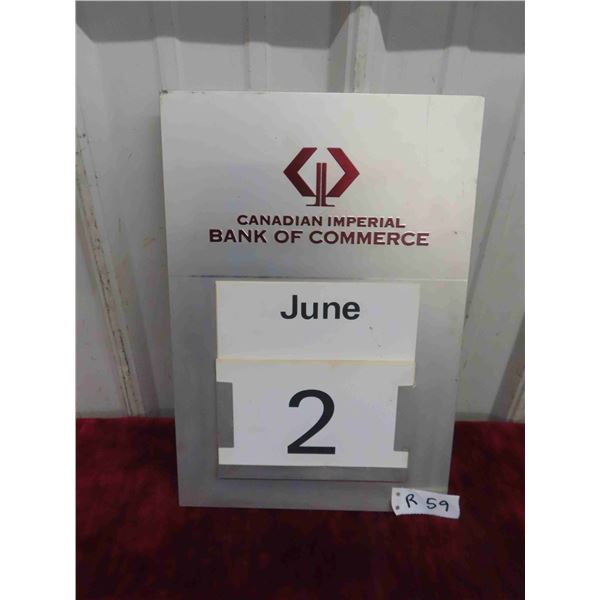 CANADIAN IMPERIAL
BANK OF COMMERCE
June
2
R 59